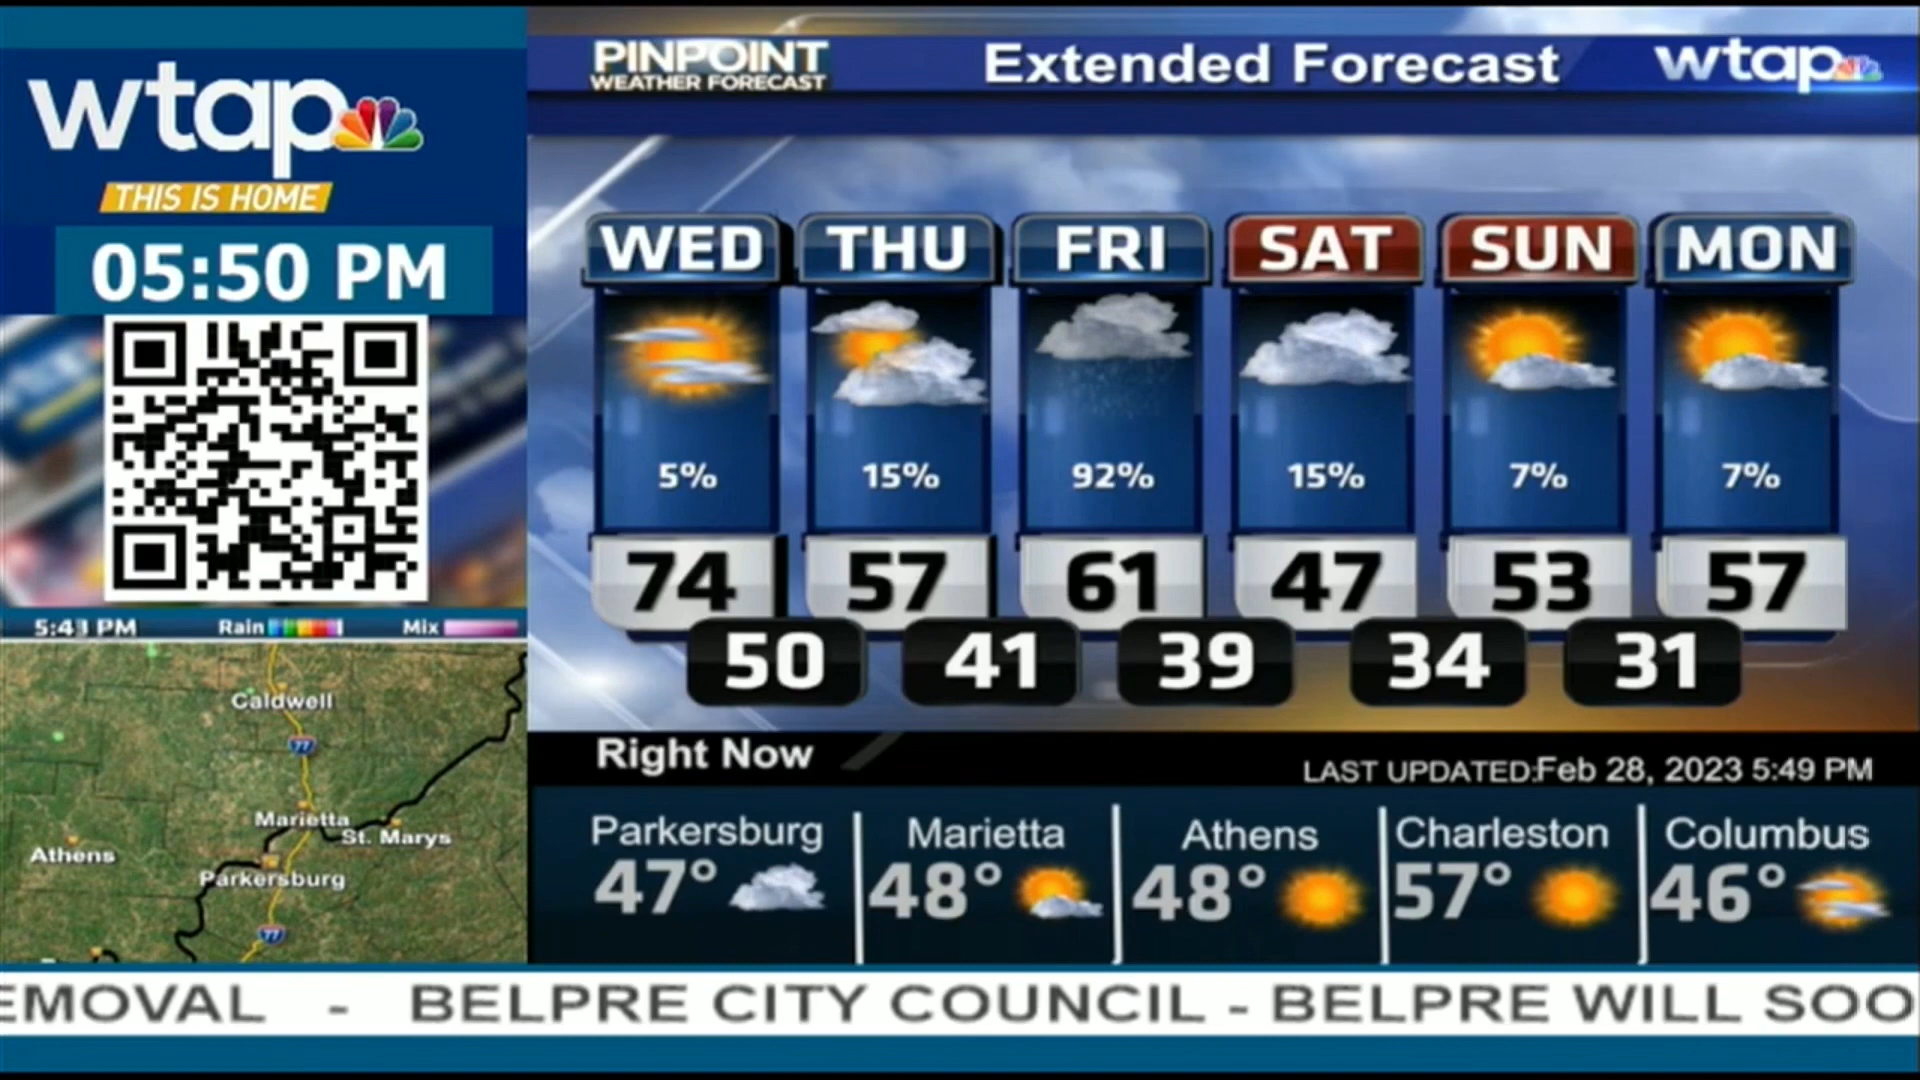 wtap
THIS IS HOME
05:50 PM
5:43 PM Rain Mix
Caldwell
77
Marietta
St. Marys
Athens
Parkersburg
77
PINPOINT
WEATHER FORECAST
Extended Forecast
wtap
WED THU FRI SAT SUN MON
5% 15% 92% 15% 7% 7%
74 57 61 47 53 57
50 41 39 34 31
Right Now
LAST UPDATED:Feb 28, 2023 5:49 PM
Parkersburg Marietta Athens Charleston Columbus
47° 48° 48° 57° 46°
EMOVAL - BELPRE CITY COUNCIL - BELPRE WILL SOO